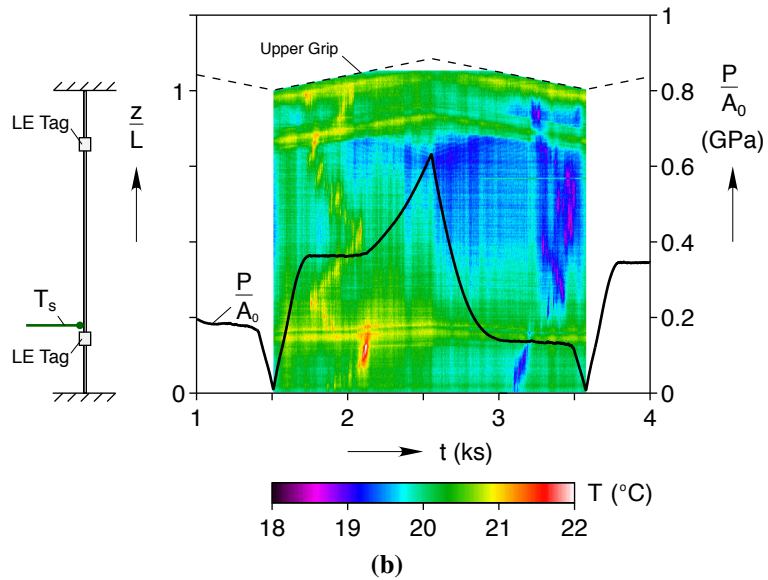 1
Upper Grip
1
0.8
0.6
0.4
0.2
0
P
A0
(GPa)
z
L
LE Tag
Ts
LE Tag
1
0
P
A0
1
2
3
4
t (ks)
T (°C)
18
19
20
21
22
(b)